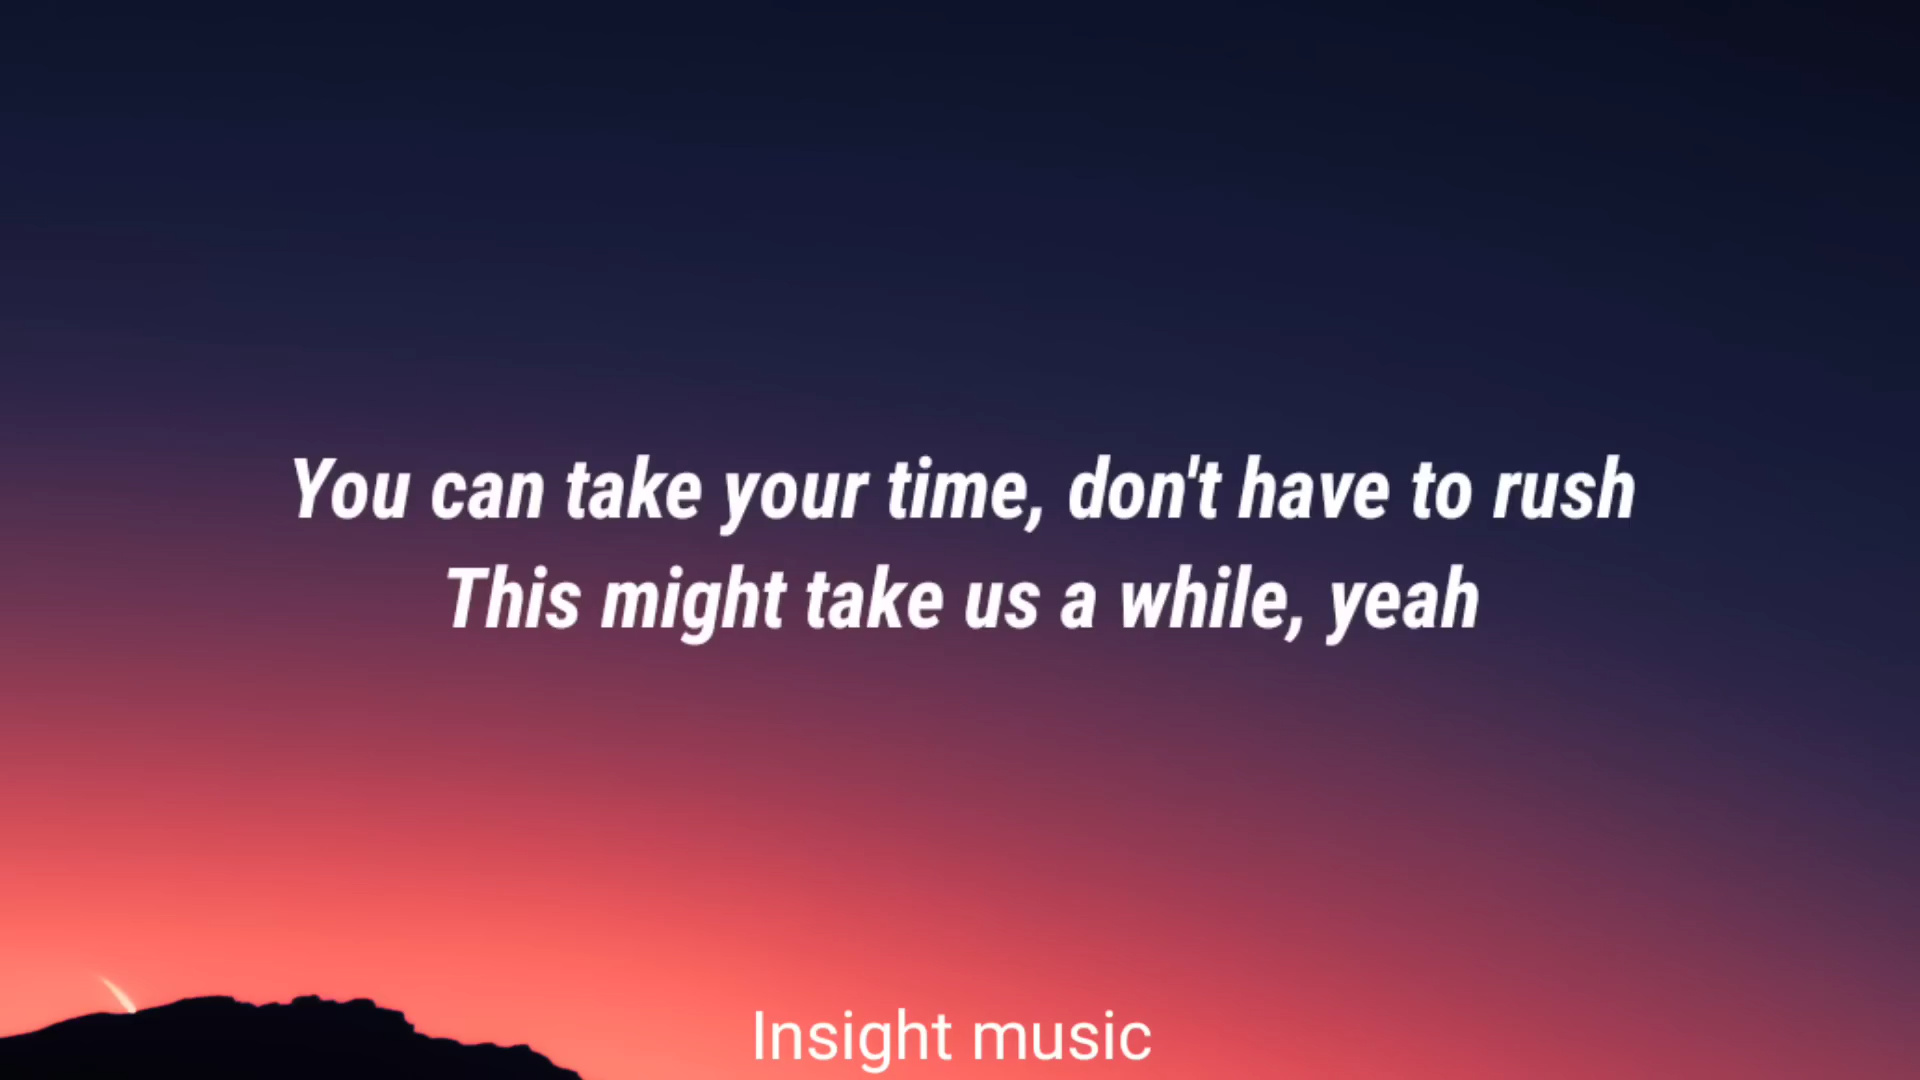 You can take your time, don't have to rush
This might take us a while, yeah
Insight music